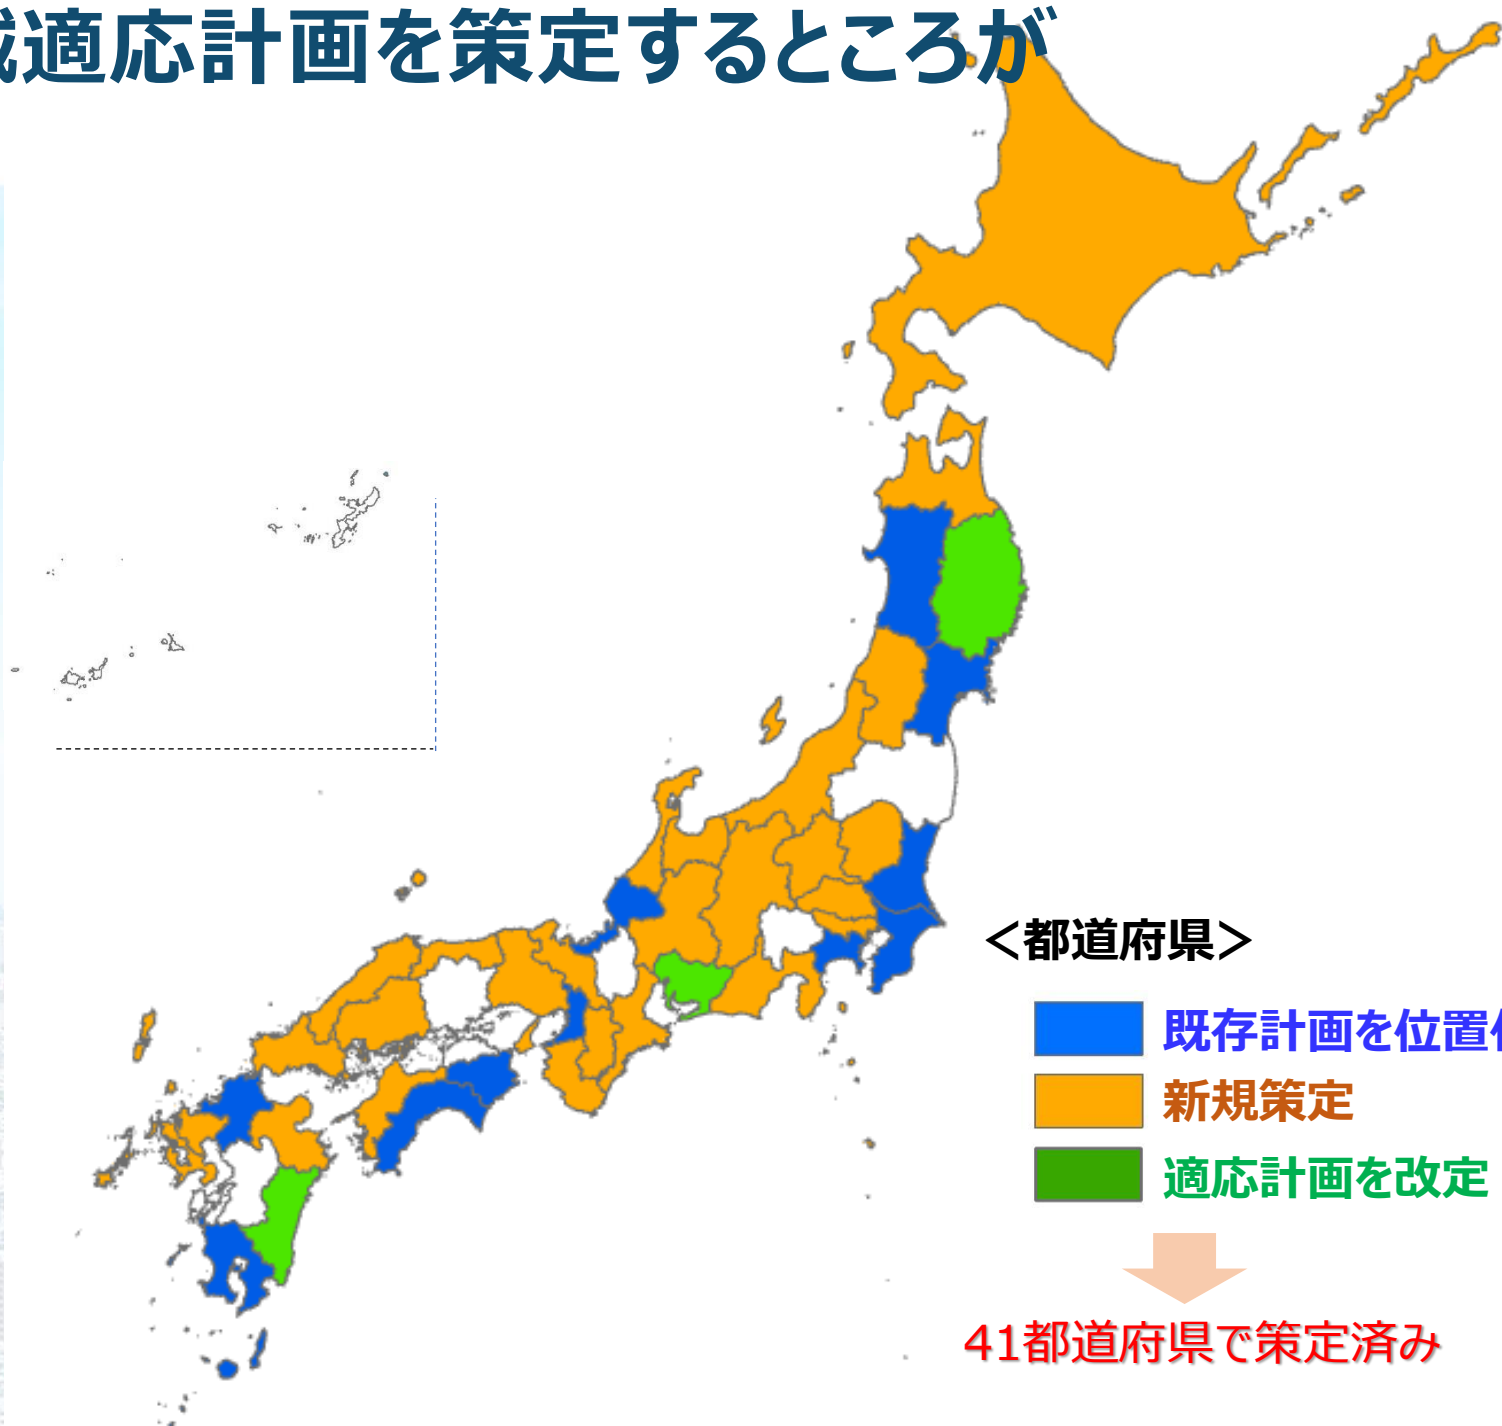 域適応計画を策定するところが
＜都道府県＞
既存計画を位置
新規策定
適応計画を改定
41都道府県で策定済み